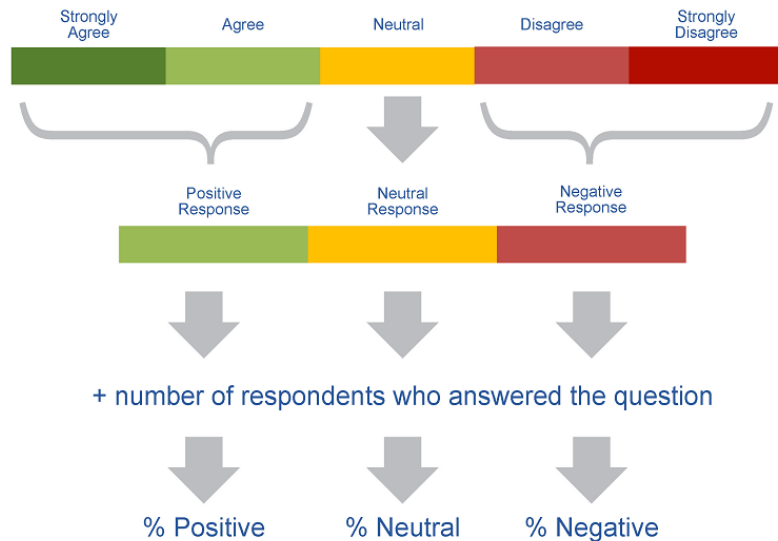 Strongly
Agree
Agree
Neutral
Disagree
Strongly
Disagree
Positive
Response
Neutral
Response
Negative
Response
+ number of respondents who answered the question
% Positive
% Neutral
% Negative